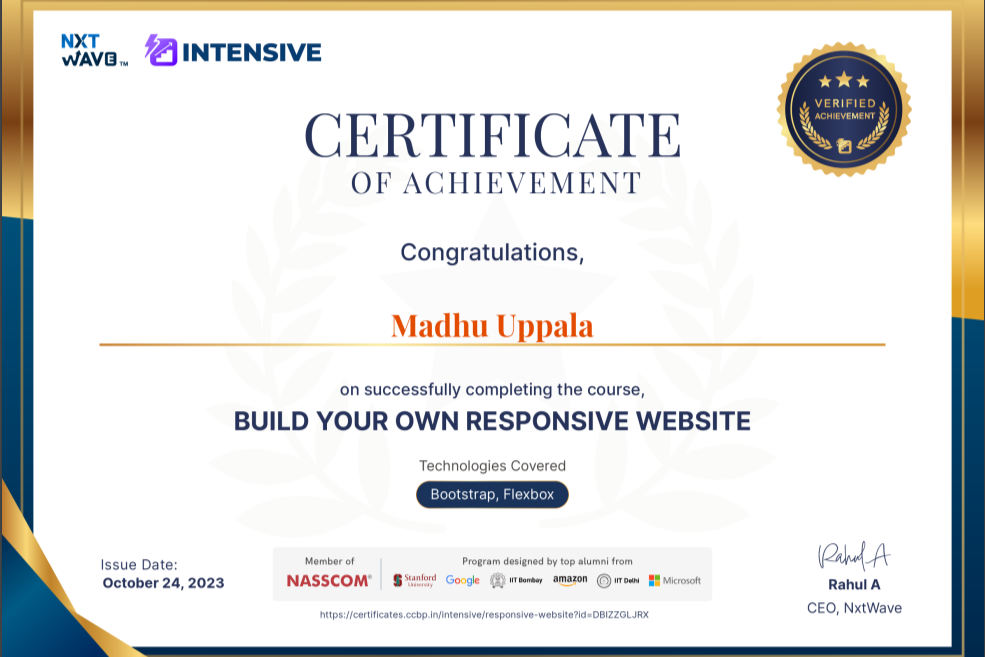 NXT
WAVE™
INTENSIVE
VERIFIED
ACHIEVEMENT
CERTIFICATE
OF ACHIEVEMENT
Congratulations,
Madhu Uppala
on successfully completing the course,
BUILD YOUR OWN RESPONSIVE WEBSITE
Technologies Covered
Bootstrap, Flexbox
Issue Date:
October 24, 2023
Member of
NASSCOM®
Program designed by top alumni from
Stanford
University
Google
IIT Bombay
amazon
IIT Delhi
Microsoft
https://certificates.ccbp.in/intensive/responsive-website?id=DBIZZGLJRX
Rahul A
Rahul A
CEO, NxtWave